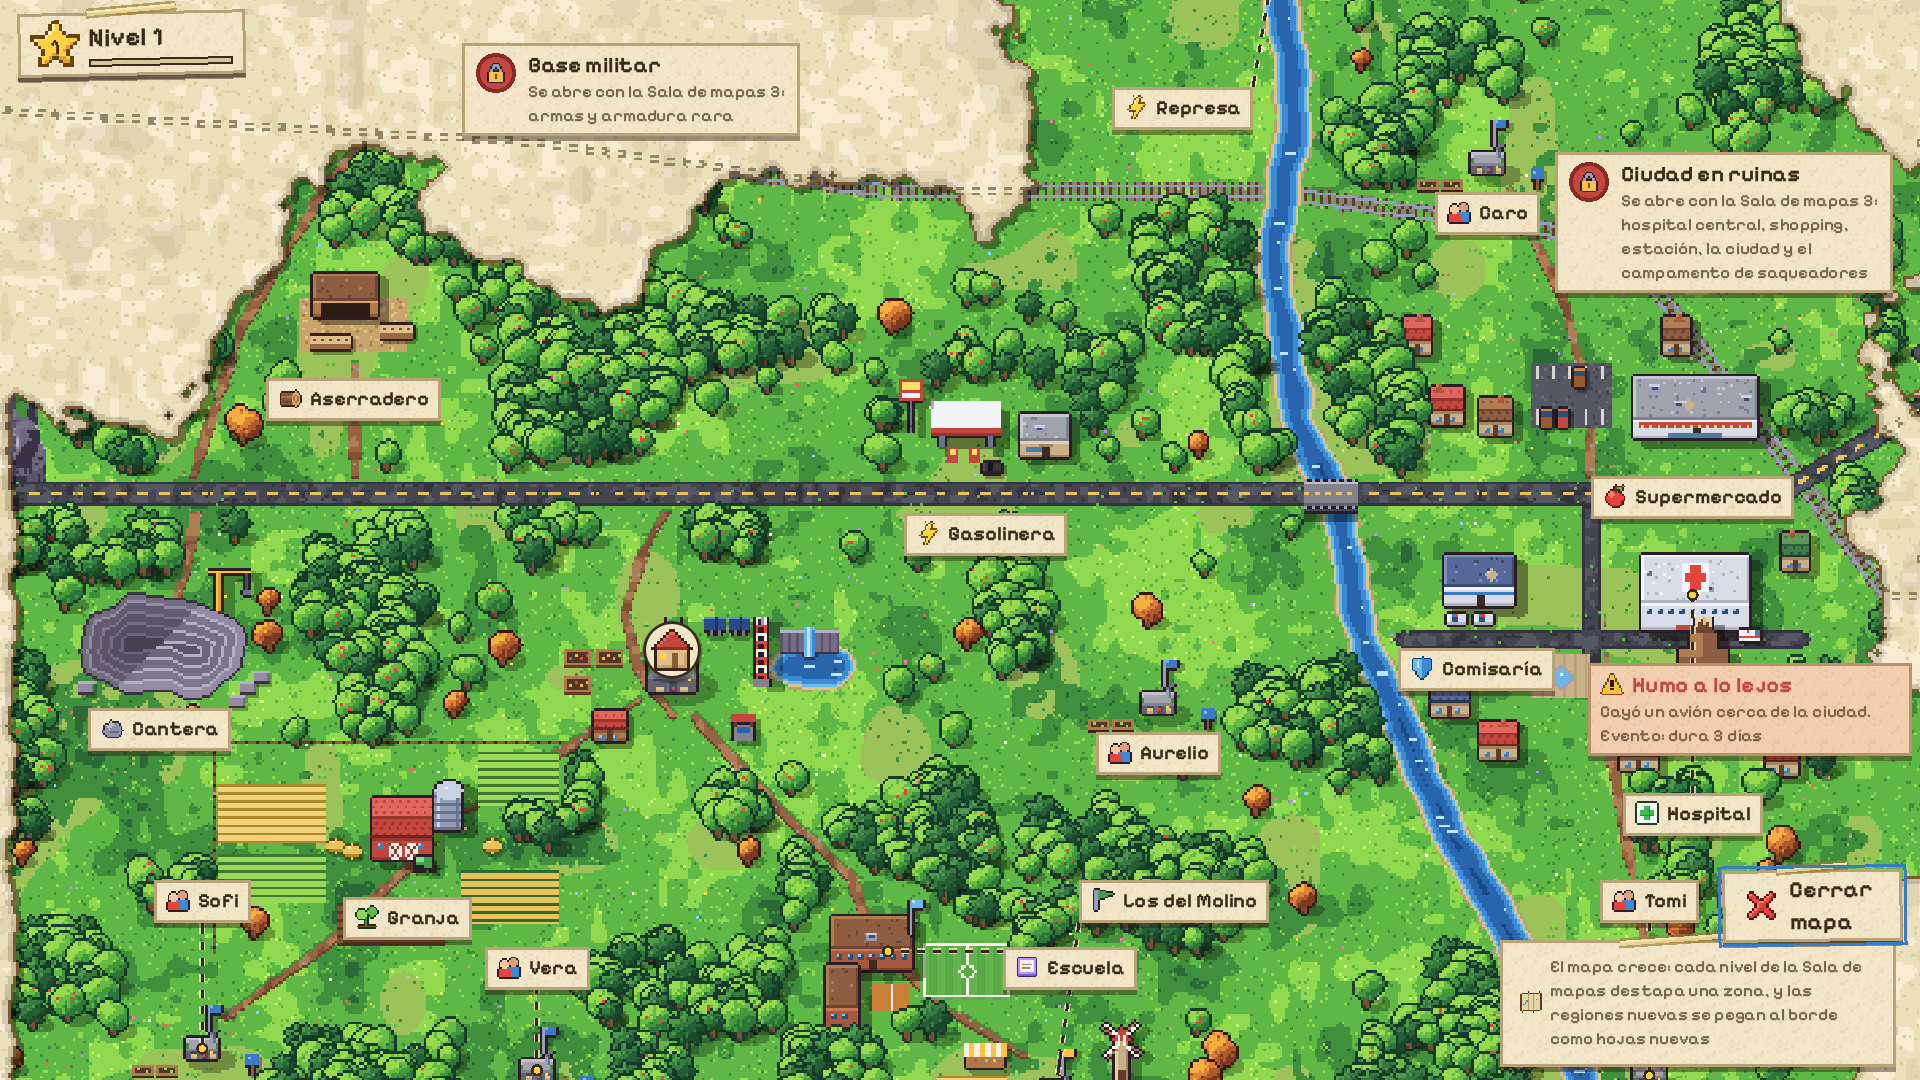 Nivel 1
Base militar
Se abre con la Sala de mapas 3:
armas y armadura rara
Represa
Ciudad en ruinas
Se abre con la Sala de mapas 3:
hospital central, shopping,
estación, la ciudad y el
campamento de saqueadores
Caro
Aserradero
Supermercado
Gasolinera
Comisaría
Humo a lo lejos
Cayó un avión cerca de la ciudad.
Evento: dura 3 días
Cantera
Aurelio
Hospital
Sofi
Granja
Los del Molino
Tomi
Cerrar
mapa
Vera
Escuela
El mapa crece: cada nivel de la Sala de
mapas destapa una zona, y las
regiones nuevas se pegan al borde
como hojas nuevas